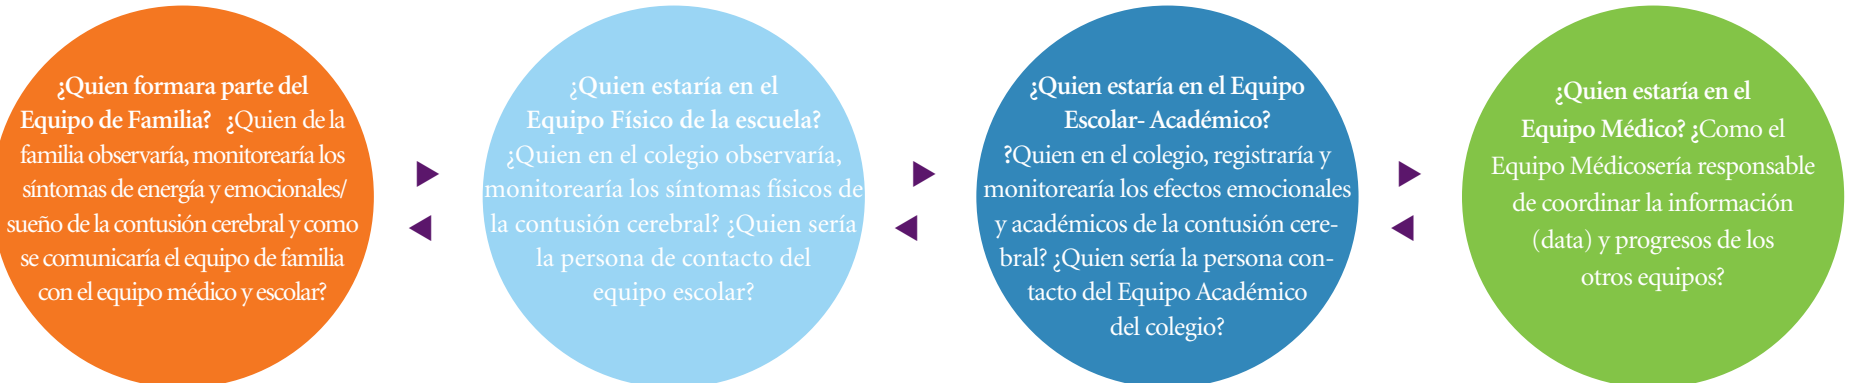 ¿Quien formara parte del
Equipo de Familia? ¿Quien de la
familia observaría, monitorearía los
síntomas de energía y emocionales/
sueño de la contusión cerebral y como
se comunicaría el equipo de familia
con el equipo médico y escolar?
¿Quien estaría en el
Equipo Físico de la escuela?
¿Quien en el colegio observaría,
monitorearía los síntomas físicos de
la contusión cerebral? ¿Quien sería
la persona de contacto del
equipo escolar?
¿Quien estaría en el Equipo
Escolar- Académico?
?Quien en el colegio, registraría y
monitorearía los efectos emocionales
y académicos de la contusión cere-
bral? ¿Quien sería la persona con-
tacto del Equipo Académico
del colegio?
¿Quien estaría en el
Equipo Médico? ¿Como el
Equipo Médicosería responsable
de coordinar la información
(data) y progresos de los
otros equipos?